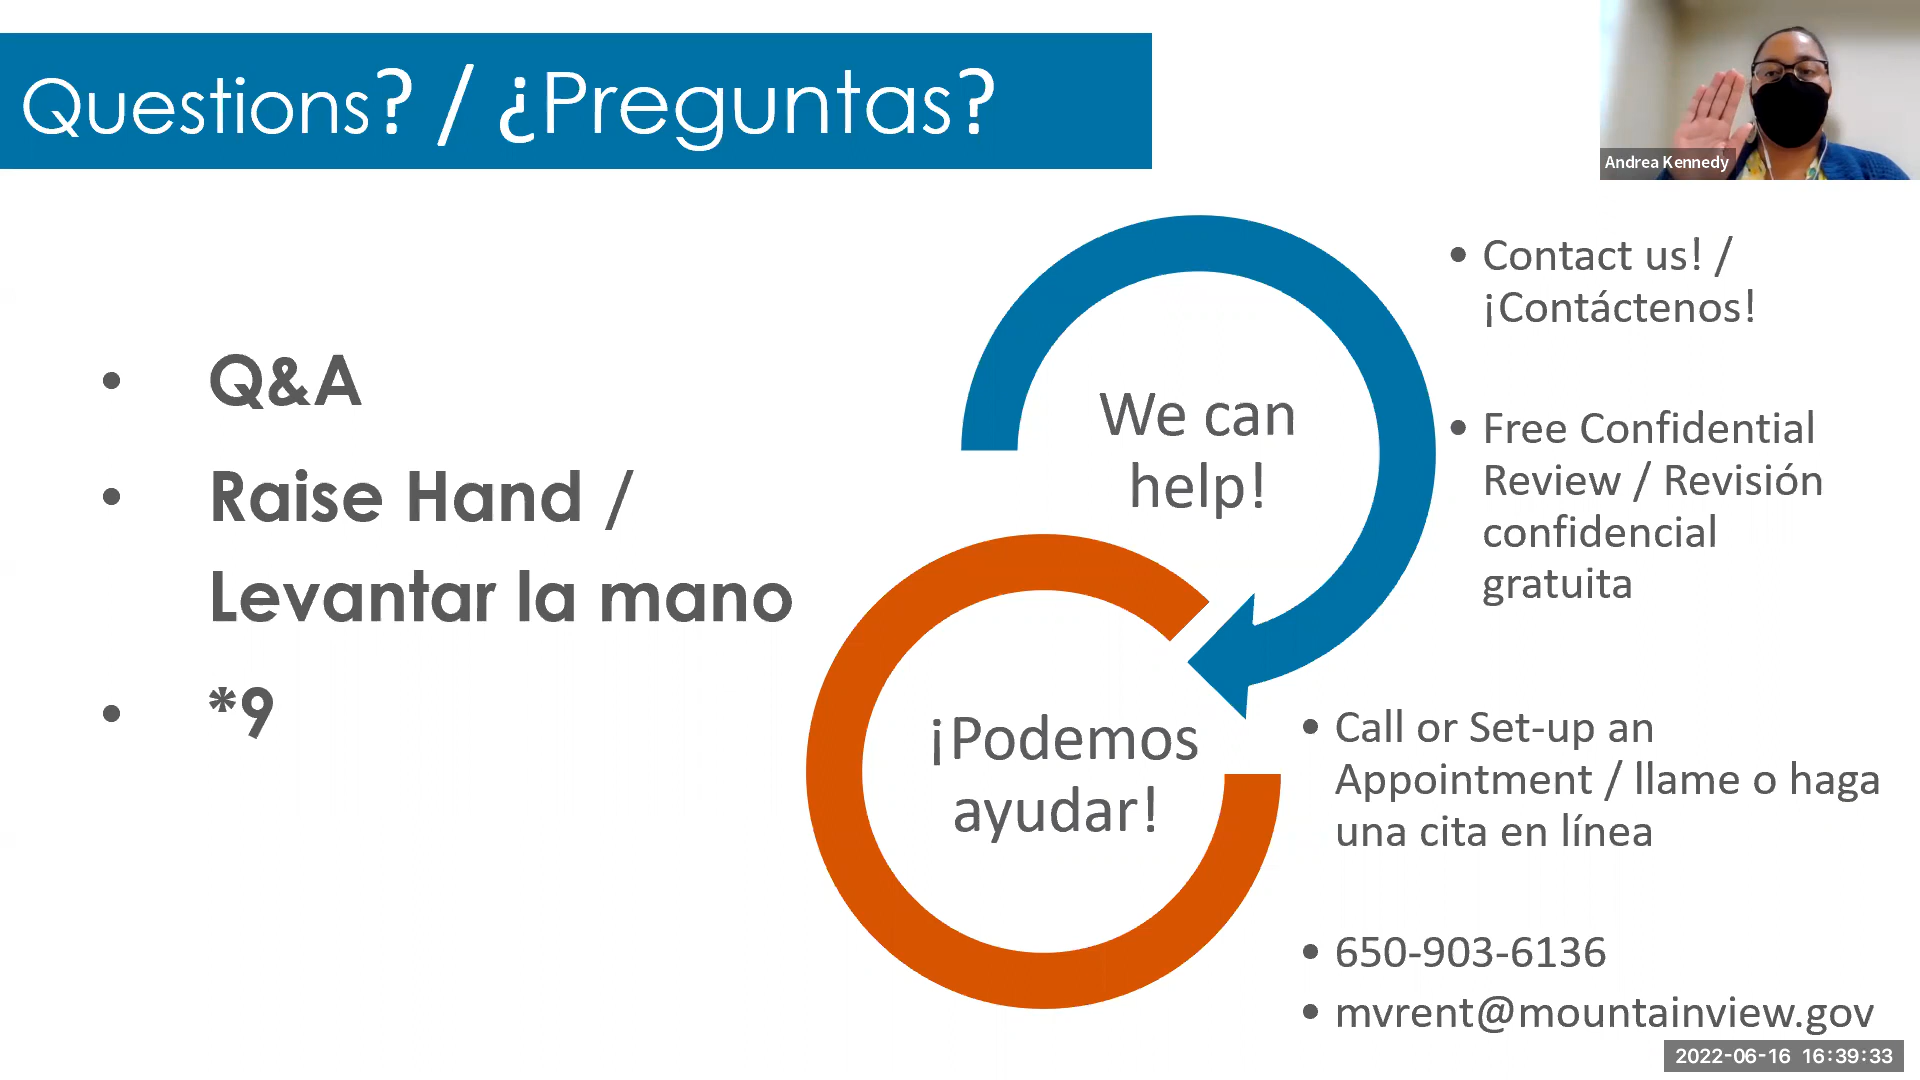 Questions? / ¿Preguntas?
Andrea Kennedy
• Q&A
• Raise Hand /
Levantar la mano
• *9
We can
help!
¡Podemos
ayudar!
• Contact us! /
¡Contáctenos!
• Free Confidential
Review / Revisión
confidencial
gratuita
• Call or Set-up an
Appointment / llame o haga
una cita en línea
• 650-903-6136
• mvrent@mountainview.gov
2022-06-16 16:39:33